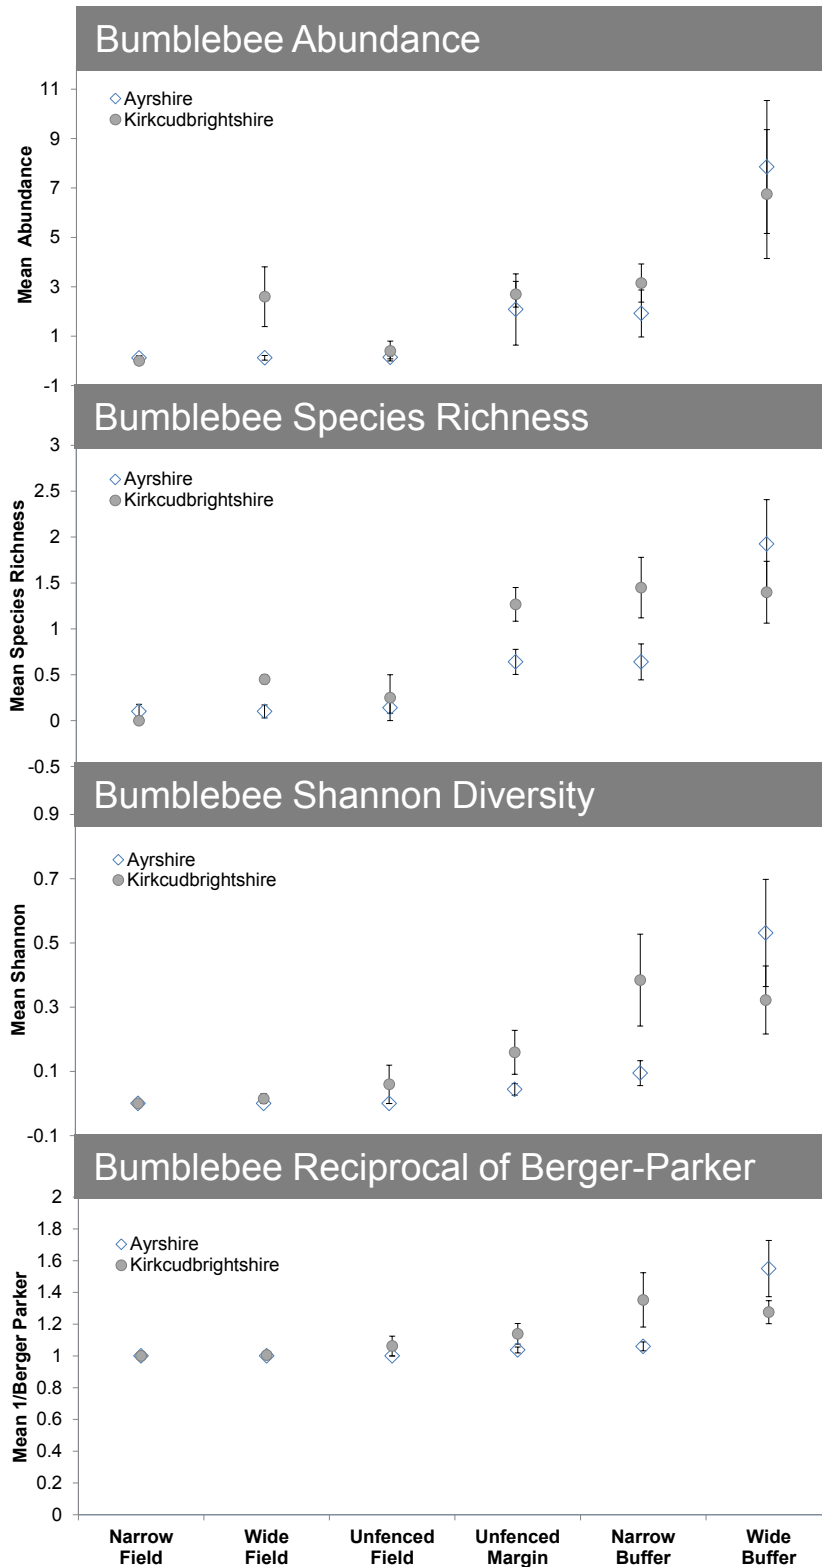 Bumblebee Abundance
11
9
7
5
3
1
-1
Mean Abundance
Ayrshire
Kirkcudbrightshire
Bumblebee Species Richness
3
2.5
2
1.5
1
0.5
0
-0.5
Mean Species Richness
Ayrshire
Kirkcudbrightshire
Bumblebee Shannon Diversity
0.9
0.7
0.5
0.3
0.1
-0.1
Mean Shannon
Ayrshire
Kirkcudbrightshire
Bumblebee Reciprocal of Berger-Parker
2
1.8
1.6
1.4
1.2
1
0.8
0.6
0.4
0.2
0
Mean 1/Berger Parker
Ayrshire
Kirkcudbrightshire
Narrow Wide Unfenced Unfenced Narrow Wide
Field Field Field Margin Buffer Buffer